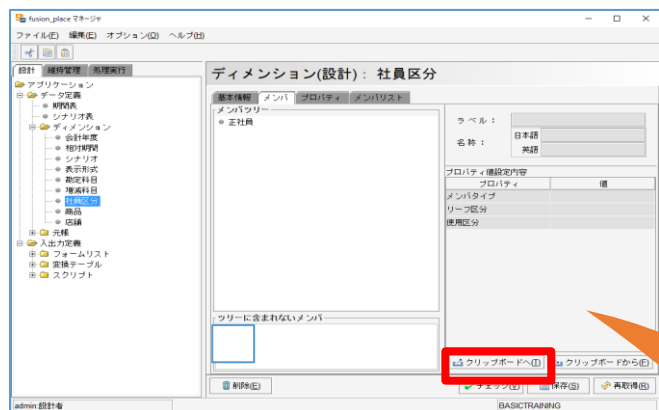 fusion_place マネージャ
ファイル(F) 編集(E) オプション(O) ヘルプ(H)
設計 維持管理 処理実行
アプリケーション
データ定義
期間表
シナリオ表
ディメンション
会計年度
相対期間
シナリオ
表示形式
勘定科目
増減科目
社員区分
商品
店舗
元帳
入出力定義
フォームリスト
変換テーブル
スクリプト
ディメンション(設計): 社員区分
基本情報 メンバ プロパティ メンバリスト
メンバツリー
正社員
ラベル:
名称: 日本語
英語
プロパティ値設定内容
プロパティ 値
メンバタイプ
リーフ区分
使用区分
ツリーに含まれないメンバ
クリップボードへ(T) クリップボードから(F)
削除(E) チェック(V) 保存(S) 再取得(R)
admin:設計者 BASICTRAINING